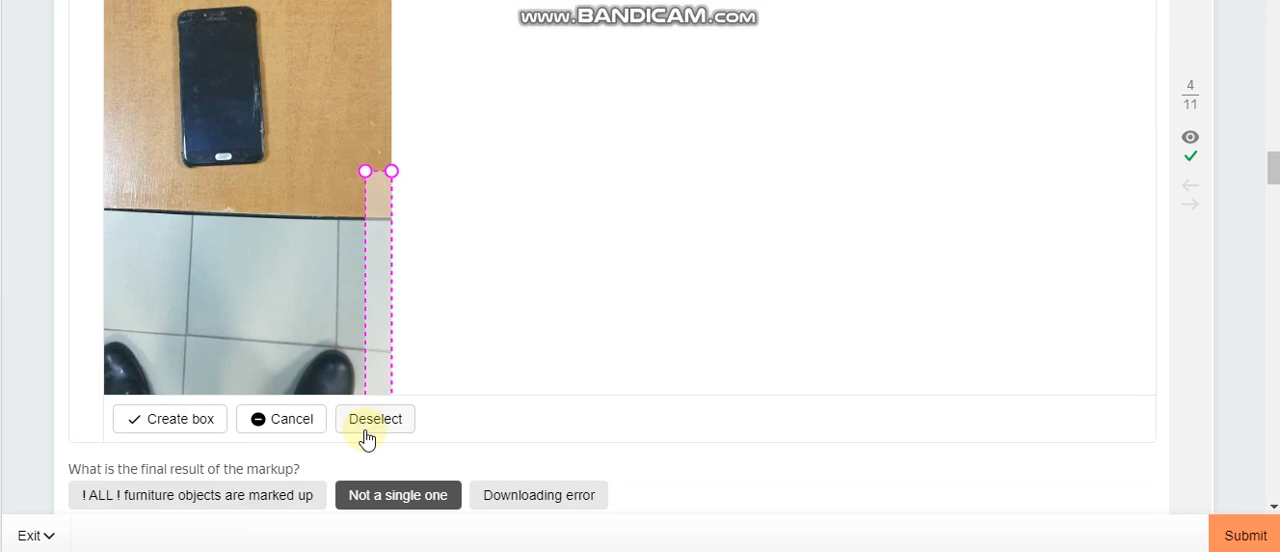 www.BANDICAM.com
4
11
Create box
Cancel
Deselect
What is the final result of the markup?
! ALL ! furniture objects are marked up
Not a single one
Downloading error
Exit
Submit